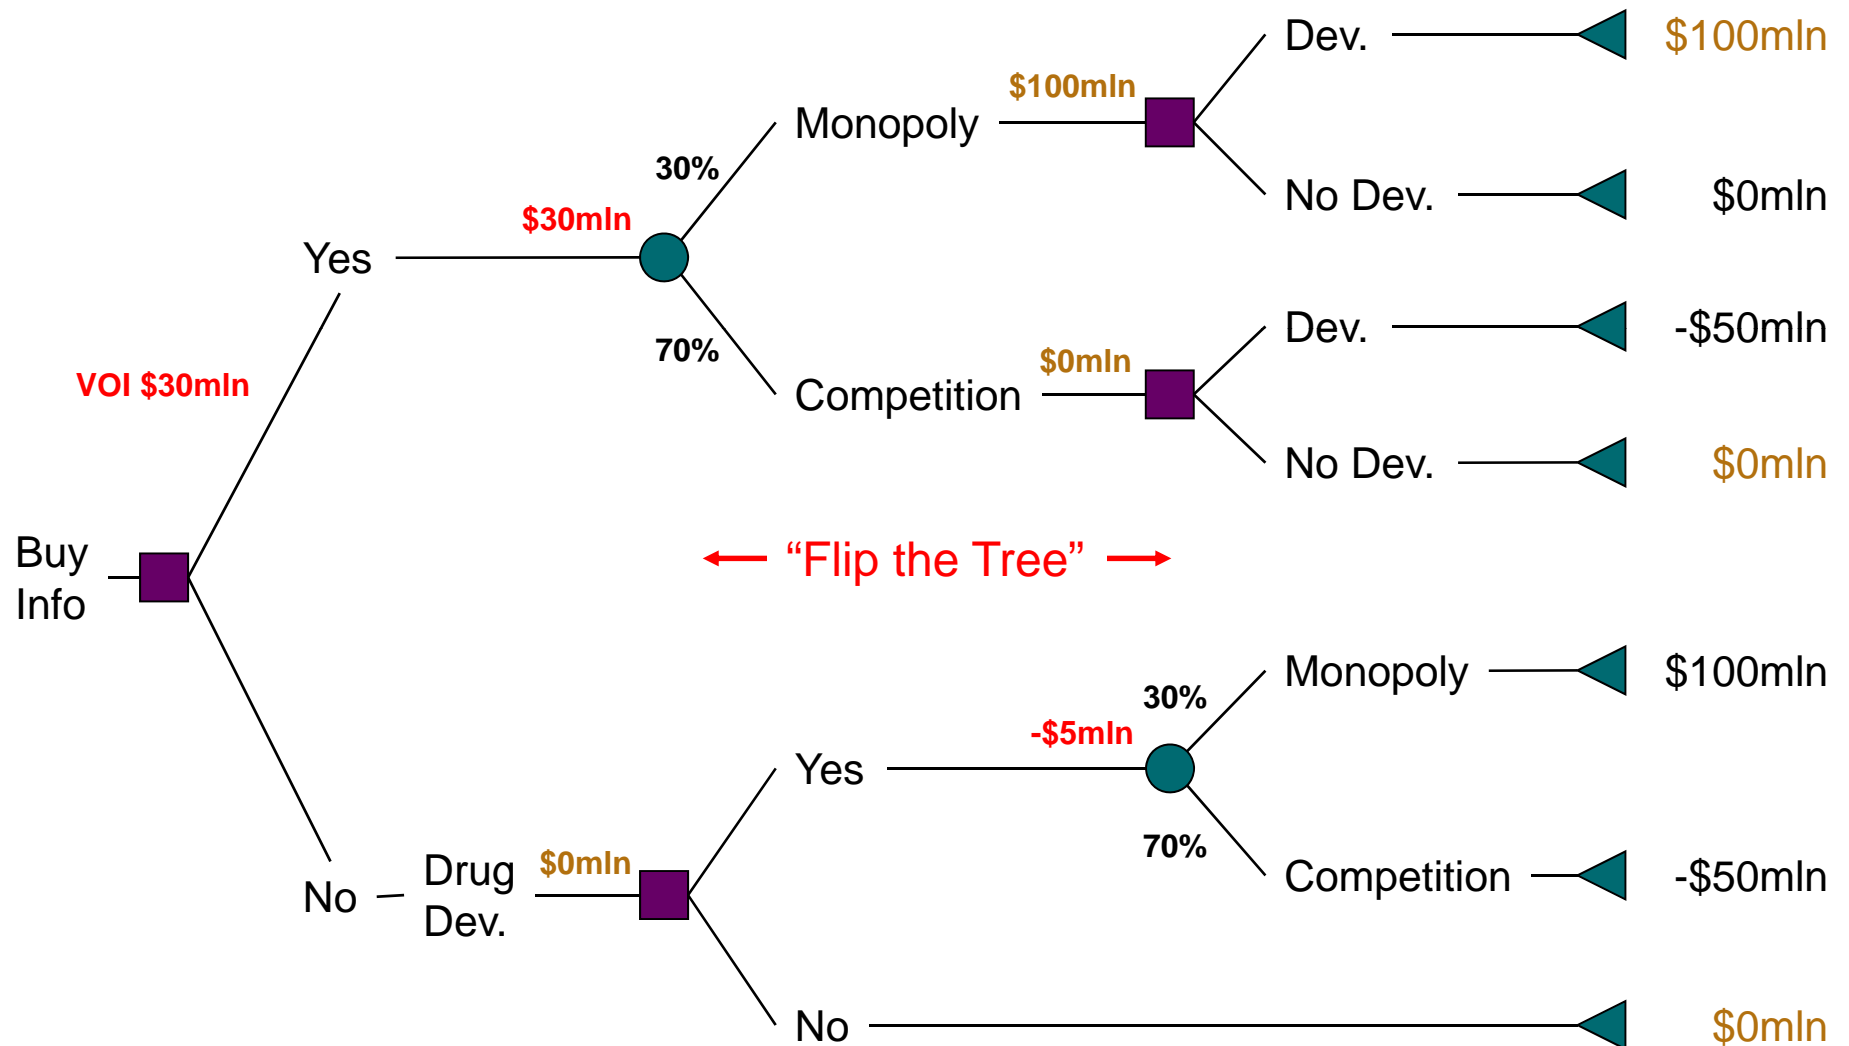 Dev.
$100mln
$100mln
Monopoly
30%
No Dev.
$0mln
$30mln
Yes
Dev.
-$50mln
70%
$0mln
VOI $30mln
Competition
No Dev.
$0mln
Buy
Info
“Flip the Tree”
Monopoly
$100mln
30%
-$5mln
Yes
70%
Drug
Dev.
$0mln
No
Competition
-$50mln
No
$0mln